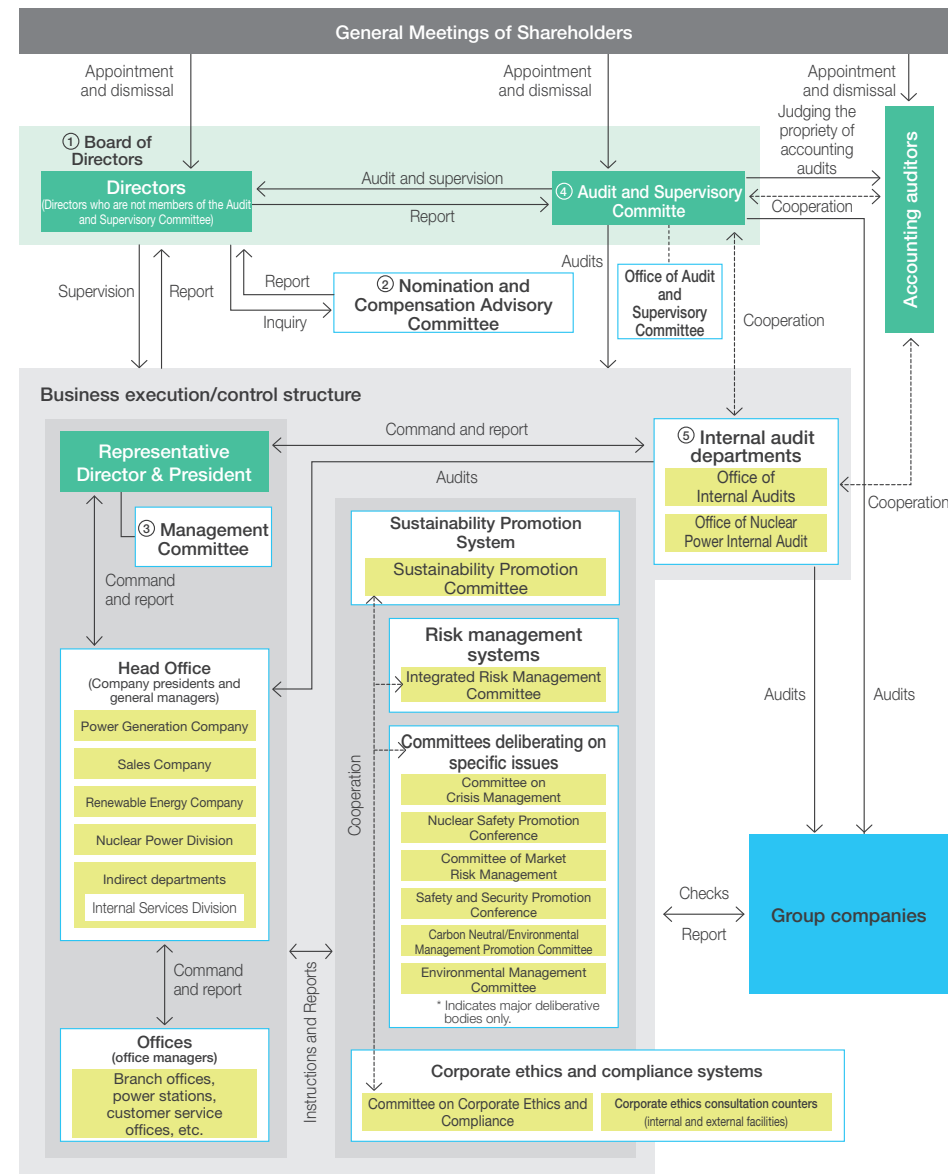 General Meetings of Shareholders
Appointment
and dismissal
Appointment
and dismissal
Appointment
and dismissal
① Board of
Directors
Directors
(Directors who are not members of the Audit
and Supervisory Committee)
Audit and supervision
Report
④ Audit and Supervisory
Committe
Judging the
propriety of
accounting
audits
Cooperation
Accounting auditors
Supervision
Report
Report
Inquiry
② Nomination and
Compensation Advisory
Committee
Audits
Office of Audit
and
Supervisory
Committee
Cooperation
Business execution/control structure
Representative
Director & President
Command and report
Audits
⑤ Internal audit
departments
Office of
Internal Audits
Office of Nuclear
Power Internal Audit
Cooperation
③ Management
Committee
Command
and report
Sustainability Promotion
System
Sustainability Promotion
Committee
Risk management
systems
Integrated Risk Management
Committee
Head Office
(Company presidents and
general managers)
Power Generation Company
Sales Company
Renewable Energy Company
Nuclear Power Division
Indirect departments
Internal Services Division
Cooperation
Committees deliberating on
specific issues
Committee on
Crisis Management
Nuclear Safety Promotion
Conference
Committee of Market
Risk Management
Safety and Security Promotion
Conference
Carbon Neutral/Environmental
Management Promotion Committee
Environmental Management
Committee
* Indicates major deliberative
bodies only.
Audits
Audits
Checks
Report
Group companies
Command
and report
Instructions and Reports
Offices
(office managers)
Branch offices,
power stations,
customer service
offices, etc.
Corporate ethics and compliance systems
Committee on Corporate Ethics and
Compliance
Corporate ethics consultation counters
(internal and external facilities)